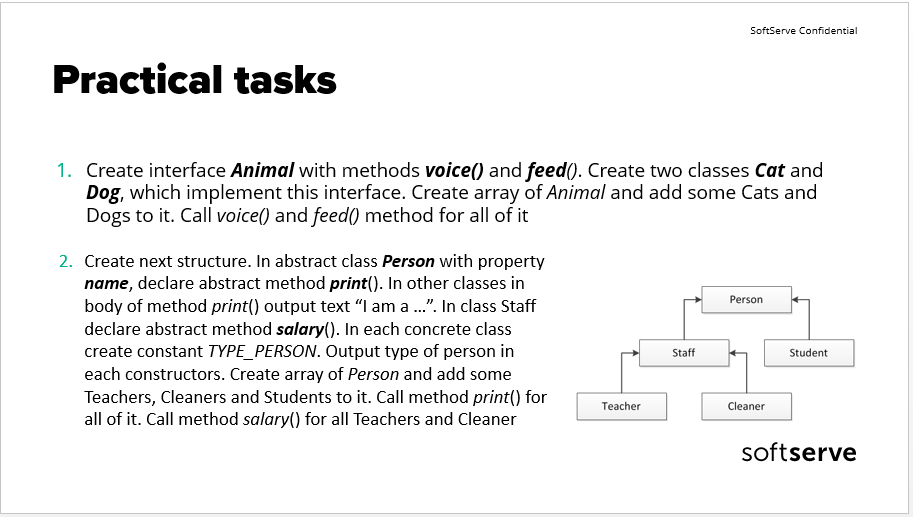 SoftServe Confidential
Practical tasks
1. Create interface Animal with methods voice() and feed(). Create two classes Cat and
Dog, which implement this interface. Create array of Animal and add some Cats and
Dogs to it. Call voice() and feed() method for all of it
2. Create next structure. In abstract class Person with property
name, declare abstract method print(). In other classes in
body of method print() output text “I am a …”. In class Staff
declare abstract method salary(). In each concrete class
create constant TYPE_PERSON. Output type of person in
each constructors. Create array of Person and add some
Teachers, Cleaners and Students to it. Call method print() for
all of it. Call method salary() for all Teachers and Cleaner
Person
Staff
Student
Teacher
Cleaner
softserve